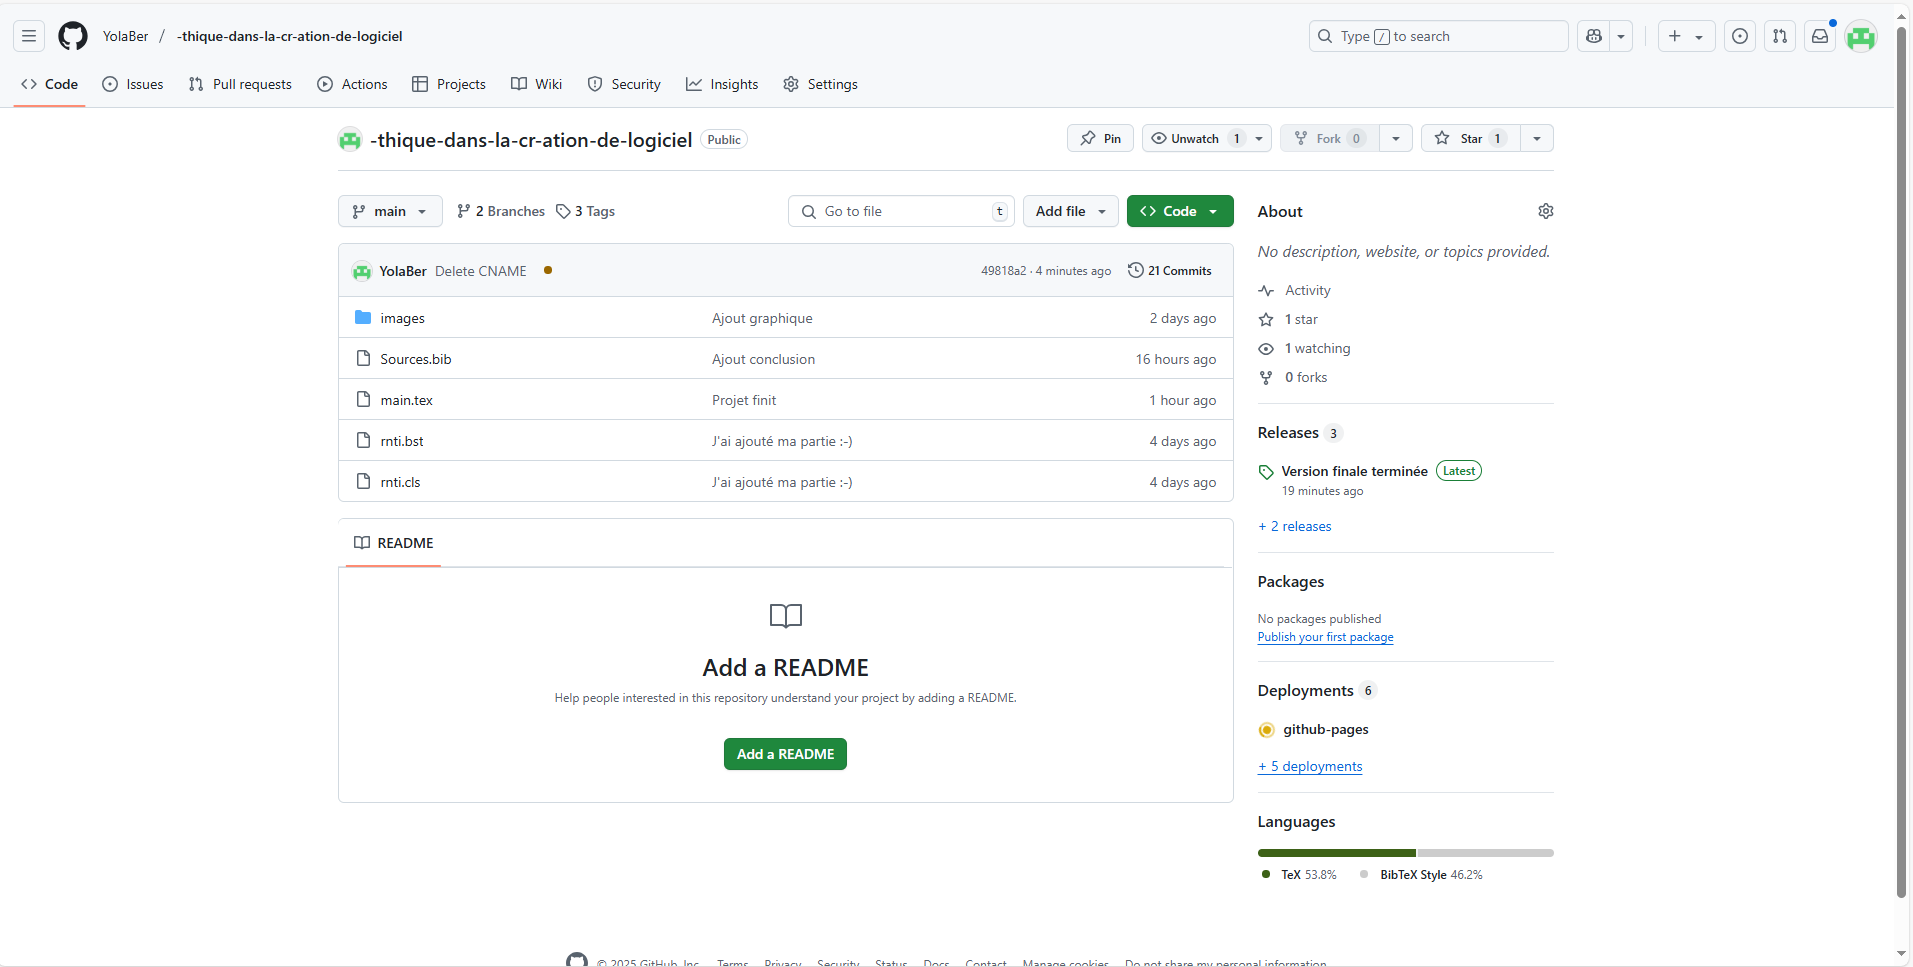 YolaBer / -thique-dans-la-cr-ation-de-logiciel
Type / to search
Code Issues Pull requests Actions Projects Wiki Security Insights Settings
-thique-dans-la-cr-ation-de-logiciel Public
Pin Unwatch 1 Fork 0 Star 1
main 2 Branches 3 Tags Go to file t Add file Code
YolaBer Delete CNAME 49818a2 · 4 minutes ago 21 Commits
images Ajout graphique 2 days ago
Sources.bib Ajout conclusion 16 hours ago
main.tex Projet finit 1 hour ago
rnti.bst J'ai ajouté ma partie :-) 4 days ago
rnti.cls J'ai ajouté ma partie :-) 4 days ago
README
Add a README
Help people interested in this repository understand your project by adding a README.
Add a README
About
No description, website, or topics provided.
Activity
1 star
1 watching
0 forks
Releases 3
Version finale terminée Latest
19 minutes ago
+ 2 releases
Packages
No packages published
Publish your first package
Deployments 6
github-pages
+ 5 deployments
Languages
TeX 53.8% BibTeX Style 46.2%
© 2025 GitHub, Inc. Terms Privacy Security Status Docs Contact Manage cookies Do not share my personal information